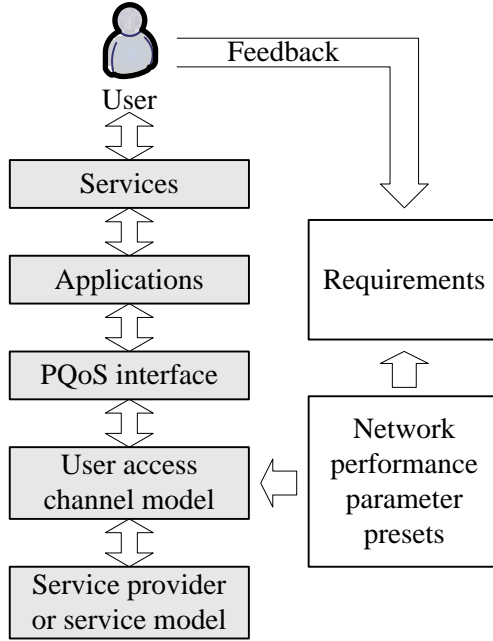 Feedback
User
Services
Applications
PQoS interface
User access
channel model
Service provider
or service model
Requirements
Network
performance
parameter
presets